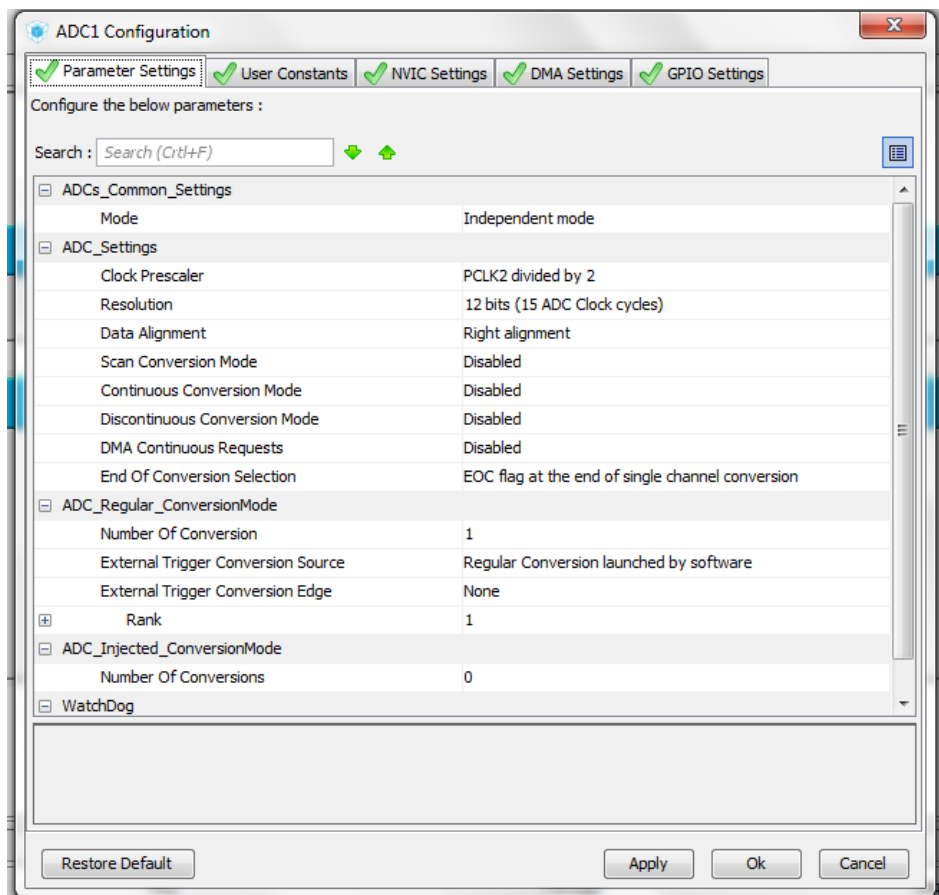 ADC1 Configuration
Parameter Settings User Constants NVIC Settings DMA Settings GPIO Settings
Configure the below parameters :
Search : Search (Crtl+F)
ADCs_Common_Settings
Mode Independent mode
ADC_Settings
Clock Prescaler PCLK2 divided by 2
Resolution 12 bits (15 ADC Clock cycles)
Data Alignment Right alignment
Scan Conversion Mode Disabled
Continuous Conversion Mode Disabled
Discontinuous Conversion Mode Disabled
DMA Continuous Requests Disabled
End Of Conversion Selection EOC flag at the end of single channel conversion
ADC_Regular_ConversionMode
Number Of Conversion 1
External Trigger Conversion Source Regular Conversion launched by software
External Trigger Conversion Edge None
Rank 1
ADC_Injected_ConversionMode
Number Of Conversions 0
WatchDog
Restore Default Apply Ok Cancel